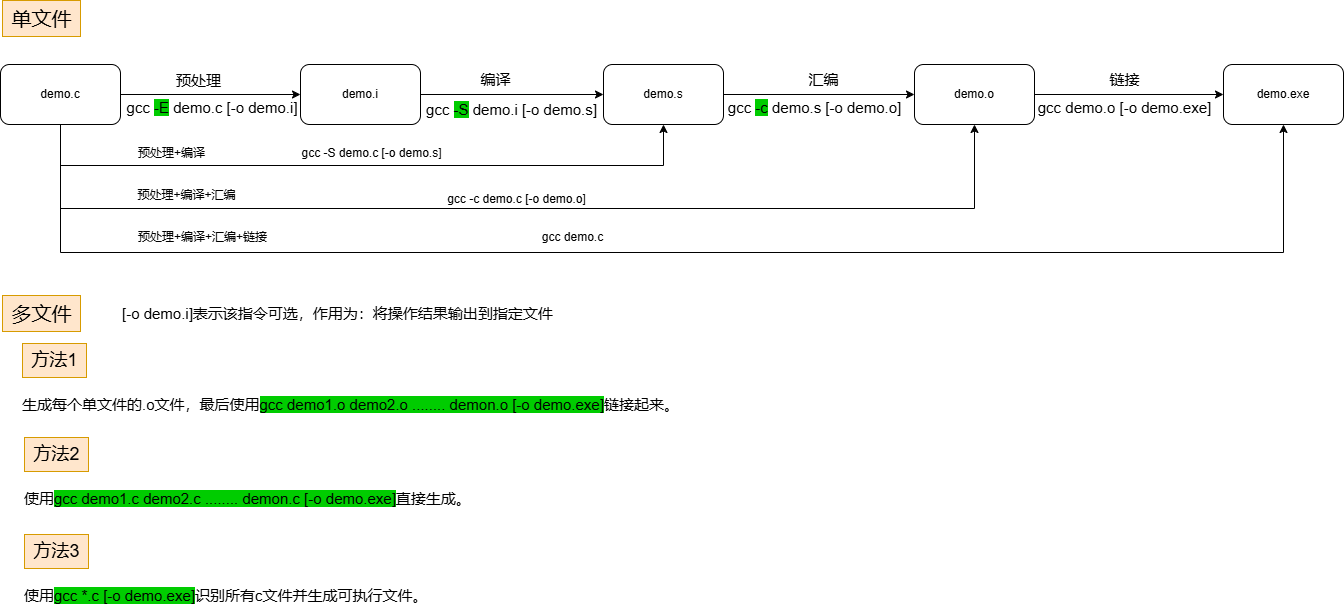 单文件
预处理
编译
汇编
链接
demo.c
demo.i
demo.s
demo.o
demo.exe
gcc -E demo.c [-o demo.i]
gcc -S demo.i [-o demo.s]
gcc -c demo.s [-o demo.o]
gcc demo.o [-o demo.exe]
预处理+编译
gcc -S demo.c [-o demo.s]
预处理+编译+汇编
gcc -c demo.c [-o demo.o]
预处理+编译+汇编+链接
gcc demo.c
多文件
[-o demo.i]表示该指令可选，作用为：将操作结果输出到指定文件
方法1
生成每个单文件的.o文件，最后使用gcc demo1.o demo2.o ........ demon.o [-o demo.exe]链接起来。
方法2
使用gcc demo1.c demo2.c ........ demon.c [-o demo.exe]直接生成。
方法3
使用gcc *.c [-o demo.exe]识别所有c文件并生成可执行文件。